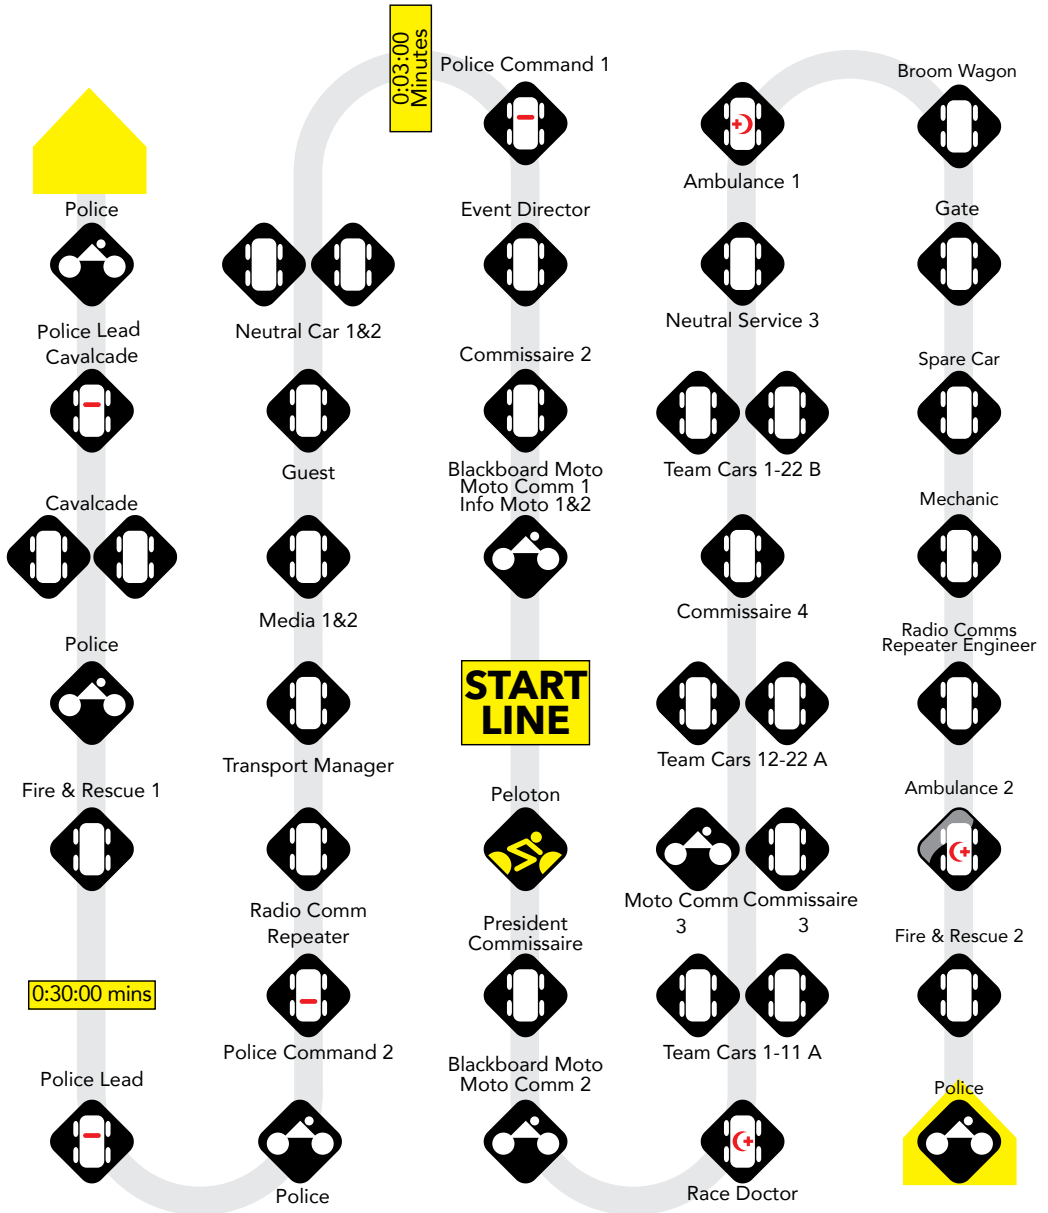 Police
Police Lead
Cavalcade
Cavalcade
Police
Fire & Rescue 1
0:30:00 mins
Police Lead
Police
Police Command 2
Radio Comm
Repeater
Transport Manager
Media 1&2
Guest
Neutral Car 1&2
0:03:00
Minutes
Police Command 1
Event Director
Commissaire 2
Blackboard Moto
Moto Comm 1
Info Moto 1&2
START
LINE
Peloton
President
Commissaire
Blackboard Moto
Moto Comm 2
Race Doctor
Team Cars 1-11 A
Moto Comm
3
Commissaire
3
Team Cars 12-22 A
Commissaire 4
Team Cars 1-22 B
Neutral Service 3
Ambulance 1
Broom Wagon
Gate
Spare Car
Mechanic
Radio Comms
Repeater Engineer
Ambulance 2
Fire & Rescue 2
Police